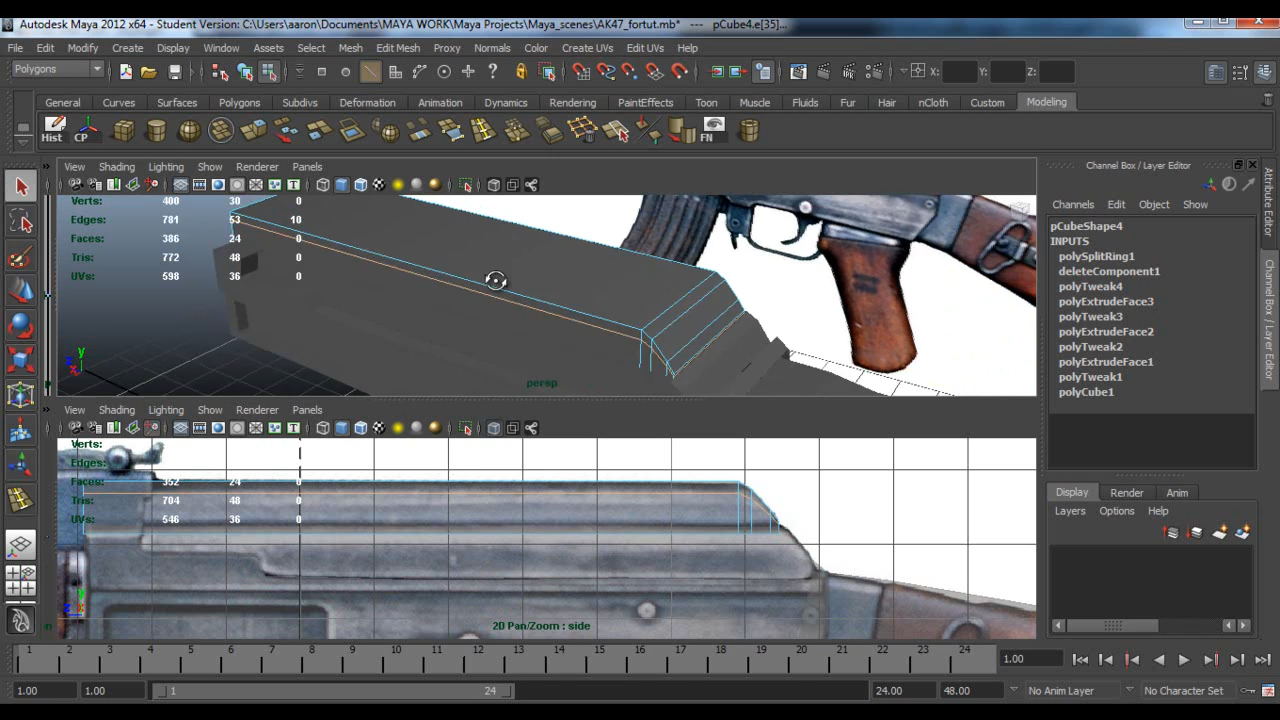 Autodesk Maya 2012 x64 - Student Version: C:\Users\aaron\Documents\MAYA WORK\Maya Projects\Maya_scenes\AK47_fortut.mb* --- pCube4.e[35]...
File Edit Modify Create Display Window Assets Select Mesh Edit Mesh Proxy Normals Color Create UVs Edit UVs Help
Polygons X: Y: Z:
General Curves Surfaces Polygons Subdivs Deformation Animation Dynamics Rendering PaintEffects Toon Muscle Fluids Fur Hair nCloth Custom Modeling
Hist CP FN
View Shading Lighting Show Renderer Panels
Verts: 400 30 0
Edges: 781 53 10
Faces: 386 24 0
Tris: 772 48 0
UVs: 598 36 0
y
persp
View Shading Lighting Show Renderer Panels
Verts:
Edges:
Faces: 352 24 0
Tris: 704 48 0
UVs: 546 36 0
2D Pan/Zoom : side
Channel Box / Layer Editor
Channels Edit Object Show
pCubeShape4
INPUTS
polySplitRing1
deleteComponent1
polyTweak4
polyExtrudeFace3
polyTweak3
polyExtrudeFace2
polyTweak2
polyExtrudeFace1
polyTweak1
polyCube1
Display Render Anim
Layers Options Help
Attribute Editor
Channel Box / Layer Editor
1 2 3 4 5 6 7 8 9 10 11 12 13 14 15 16 17 18 19 20 21 22 23 24 1.00
1.00 1.00 1 24 24.00 48.00 No Anim Layer No Character Set